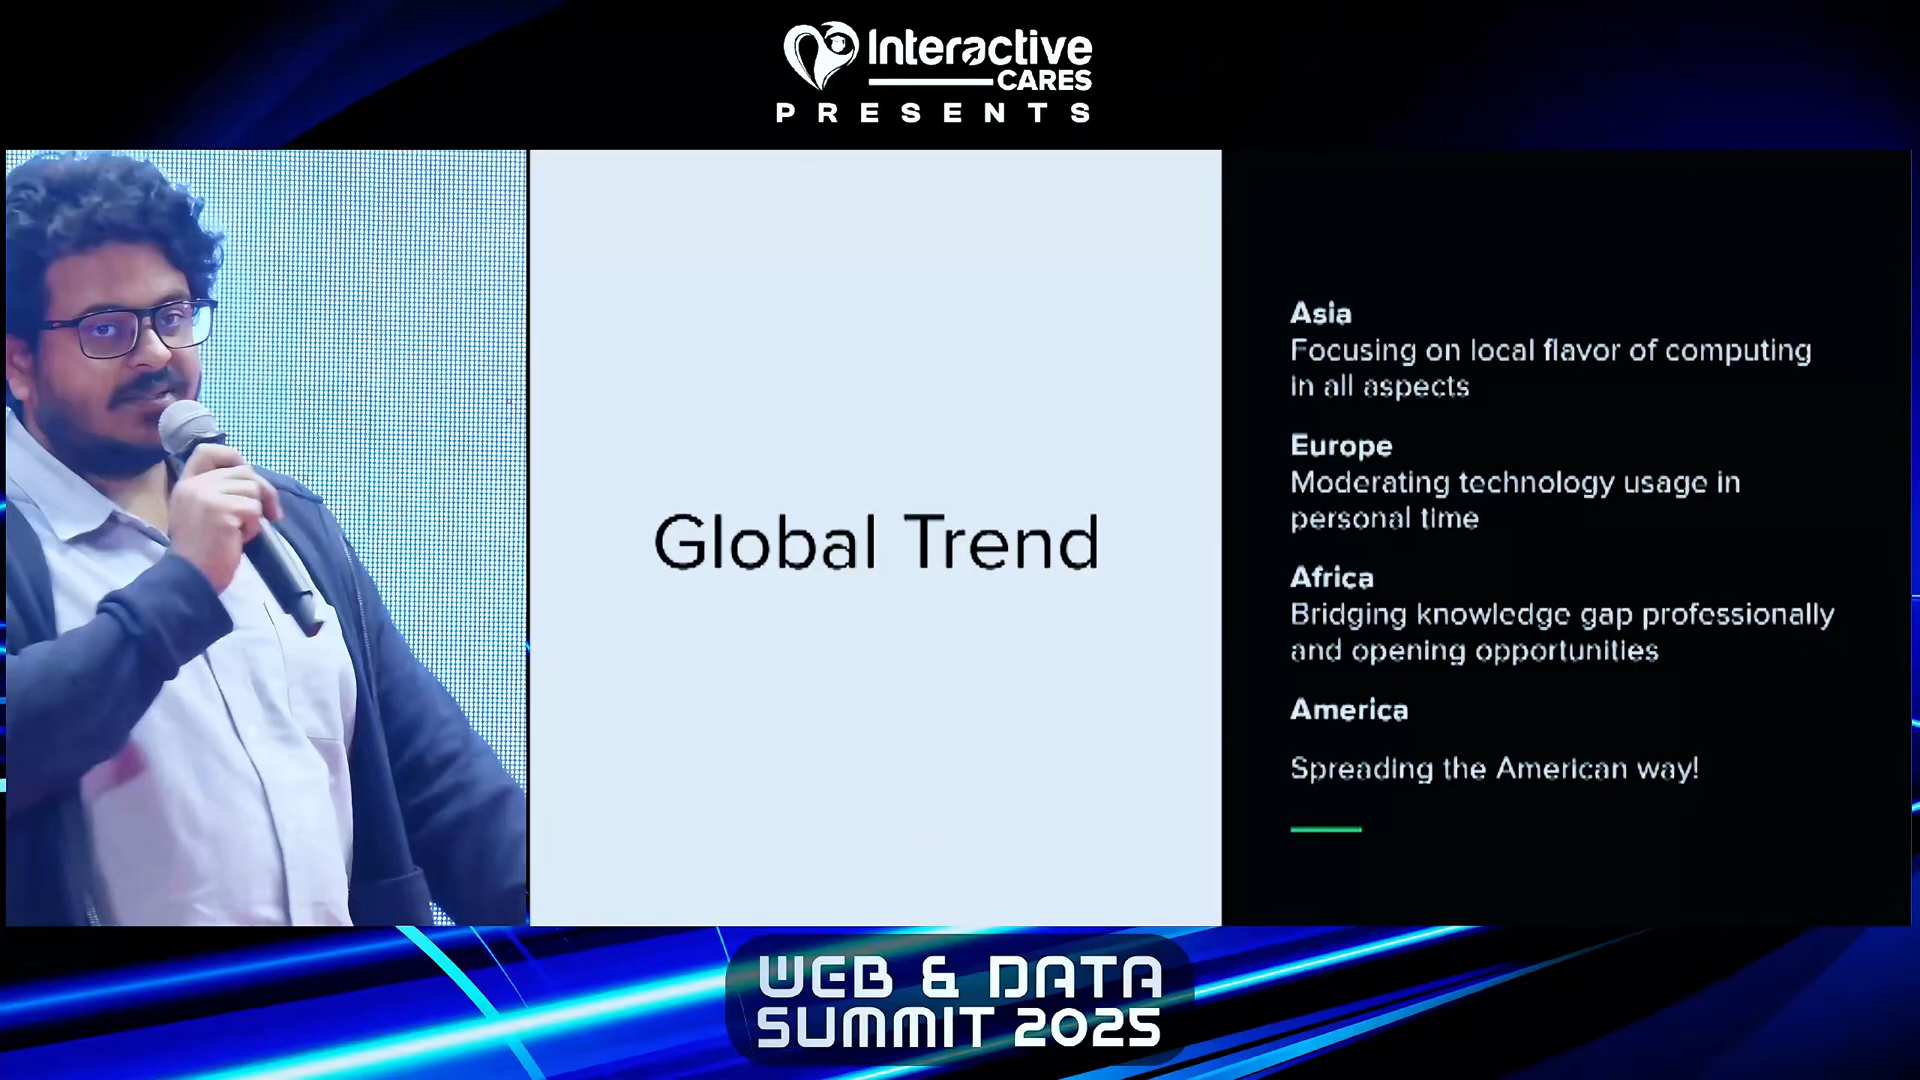 Interactive
CARES
PRESENTS
Global Trend
Asia
Focusing on local flavor of computing
in all aspects
Europe
Moderating technology usage in
personal time
Africa
Bridging knowledge gap professionally
and opening opportunities
America
Spreading the American way!
WEB & DATA
SUMMIT 2025